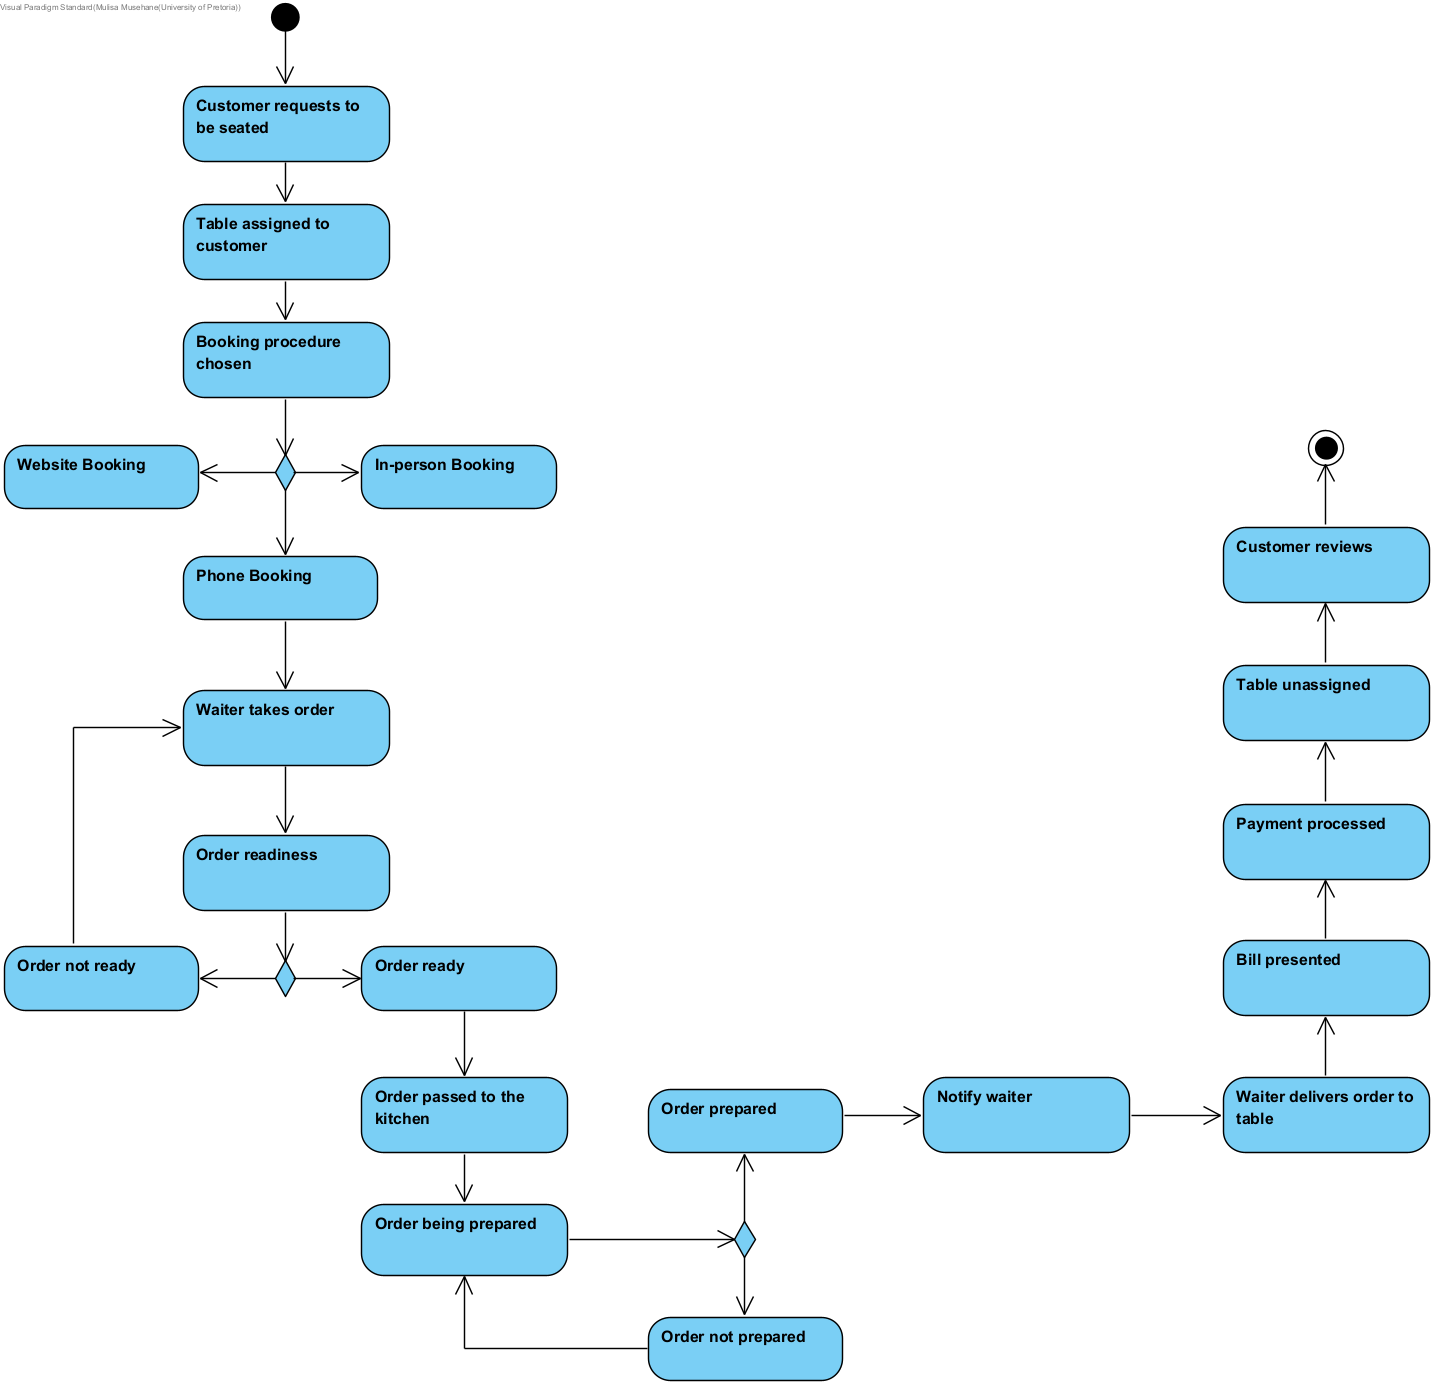 Visual Paradigm Standard(Mulisa Musehane(University of Pretoria))
Customer requests to
be seated
Table assigned to
customer
Booking procedure
chosen
Website Booking
In-person Booking
Phone Booking
Waiter takes order
Order readiness
Order not ready
Order ready
Order passed to the
kitchen
Order being prepared
Order prepared
Order not prepared
Notify waiter
Waiter delivers order to
table
Bill presented
Payment processed
Table unassigned
Customer reviews